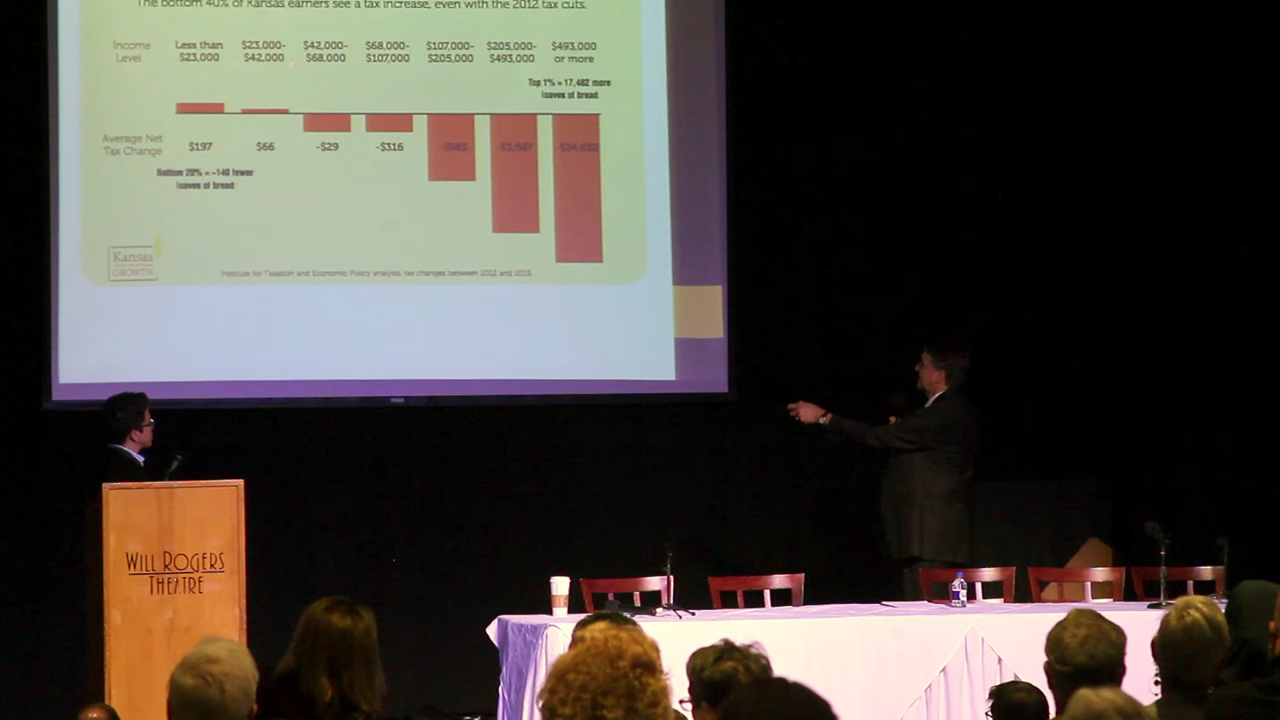 The bottom 40% of Kansas earners see a tax increase, even with the 2012 tax cuts.
Income Level
Less than $23,000
$23,000- $42,000
$42,000- $68,000
$68,000- $107,000
$107,000- $205,000
$205,000- $493,000
$493,000 or more
Top 1% = 17,482 more
loaves of bread
Average Net
Tax Change
$197
$66
-$29
-$316
Bottom 20% = -140 fewer
loaves of bread
Kansas
GROWTH
Institute for Taxation and Economic Policy analysis, tax changes between 2012 and 2013.
WILL ROGERS
THEATRE